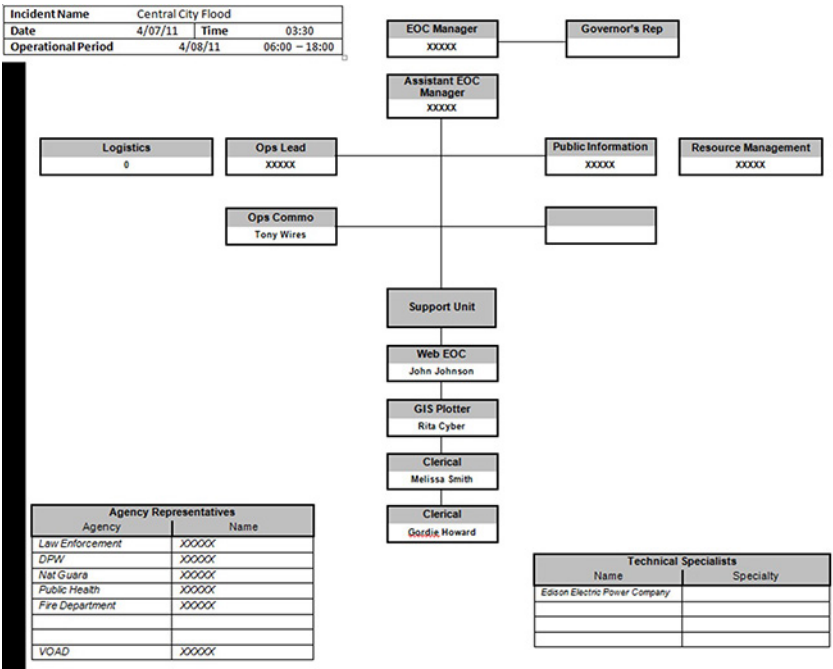 Incident Name Central City Flood
Date 4/07/11 Time 03:30
Operational Period 4/08/11 06:00 – 18:00
EOC Manager
XXXXX
Governor's Rep
Assistant EOC
Manager
XXXXX
Logistics
0
Ops Lead
XXXXX
Public Information
XXXXX
Resource Management
XXXXX
Ops Commo
Tony Wires
Support Unit
Web EOC
John Johnson
GIS Plotter
Rita Cyber
Clerical
Melissa Smith
Clerical
Gordie Howard
Agency Representatives
Agency Name
Law Enforcement XXXXX
DPW XXXXX
Nat Guara XXXXX
Public Health XXXXX
Fire Department XXXXX
VOAD XXXXX
Technical Specialists
Name Specialty
Edison Electric Power Company